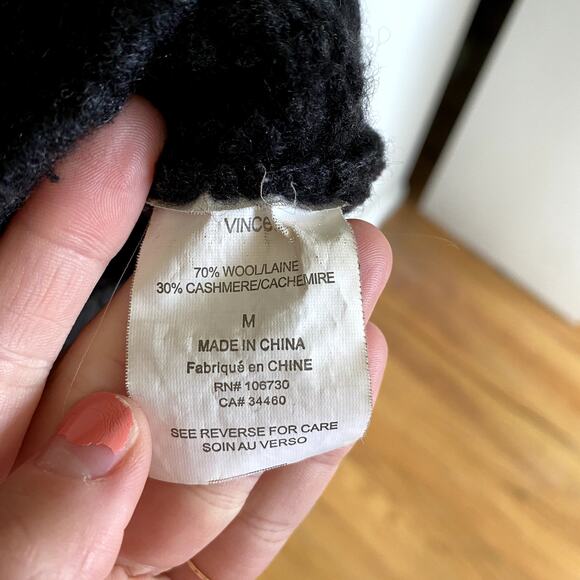 VINCE
70% WOOL/LAINE
30% CASHMERE/CACHEMIRE
M
MADE IN CHINA
Fabriqué en CHINE
RN# 106730
CA# 34460
SEE REVERSE FOR CARE
SOIN AU VERSO